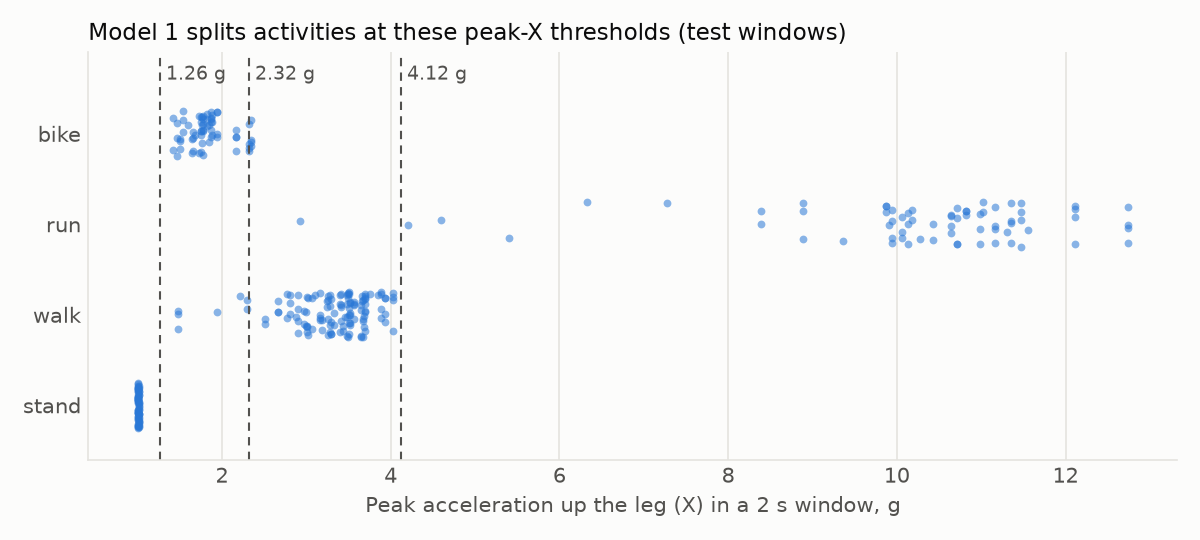 Model 1 splits activities at these peak-X thresholds (test windows)
1.26 g
2.32 g
4.12 g
bike
run
walk
stand
2
4
6
8
10
12
Peak acceleration up the leg (X) in a 2 s window, g